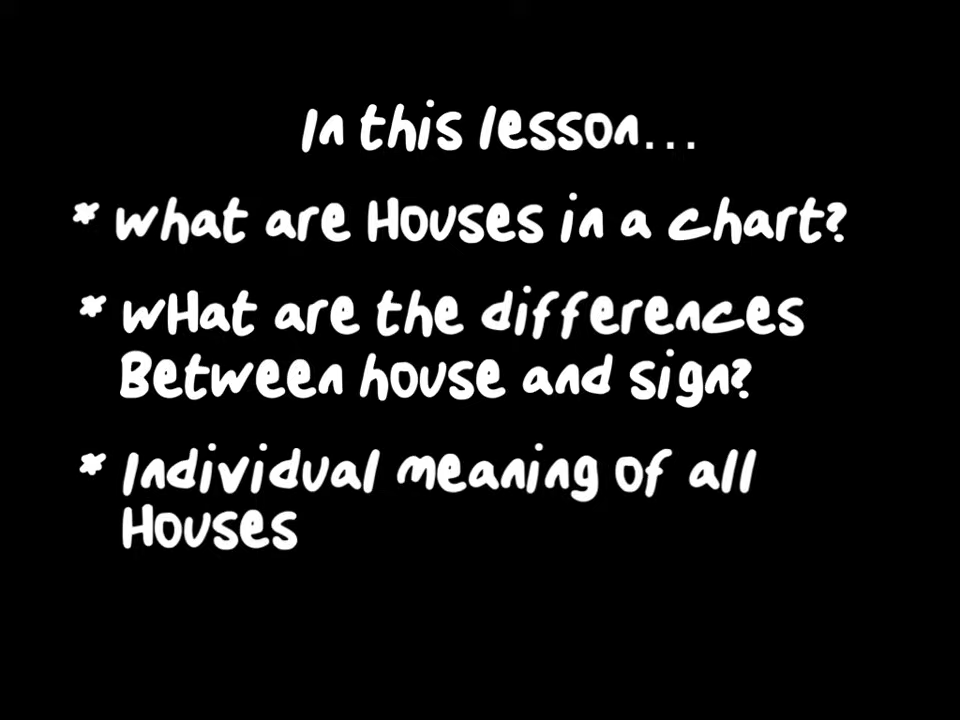 In this lesson...
* what are Houses in a chart?
* wHat are the differences
Between house and sign?
* Individual meaning of all
Houses